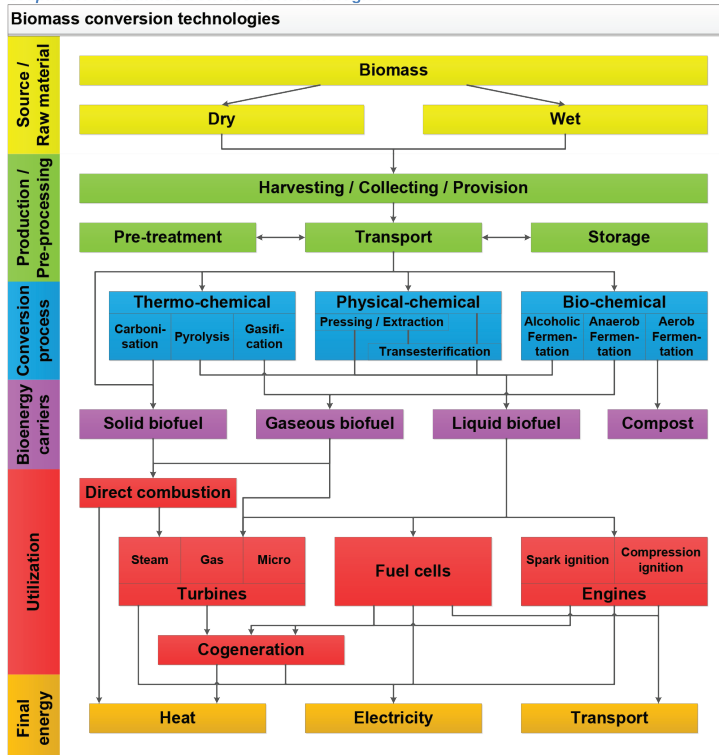 Biomass conversion technologies
Source /
Raw material
Biomass
Dry
Wet
Production /
Pre-processing
Harvesting / Collecting / Provision
Pre-treatment
Transport
Storage
Conversion
process
Thermo-chemical
Carboni-
sation
Pyrolysis
Gasifi-
cation
Physical-chemical
Pressing / Extraction
Transesterification
Bio-chemical
Alcoholic
Fermen-
tation
Anaerob
Fermen-
tation
Aerob
Fermen-
tation
Bioenergy
carriers
Solid biofuel
Gaseous biofuel
Liquid biofuel
Compost
Utilization
Direct combustion
Steam
Gas
Micro
Turbines
Fuel cells
Spark ignition
Compression
ignition
Engines
Cogeneration
Final
energy
Heat
Electricity
Transport